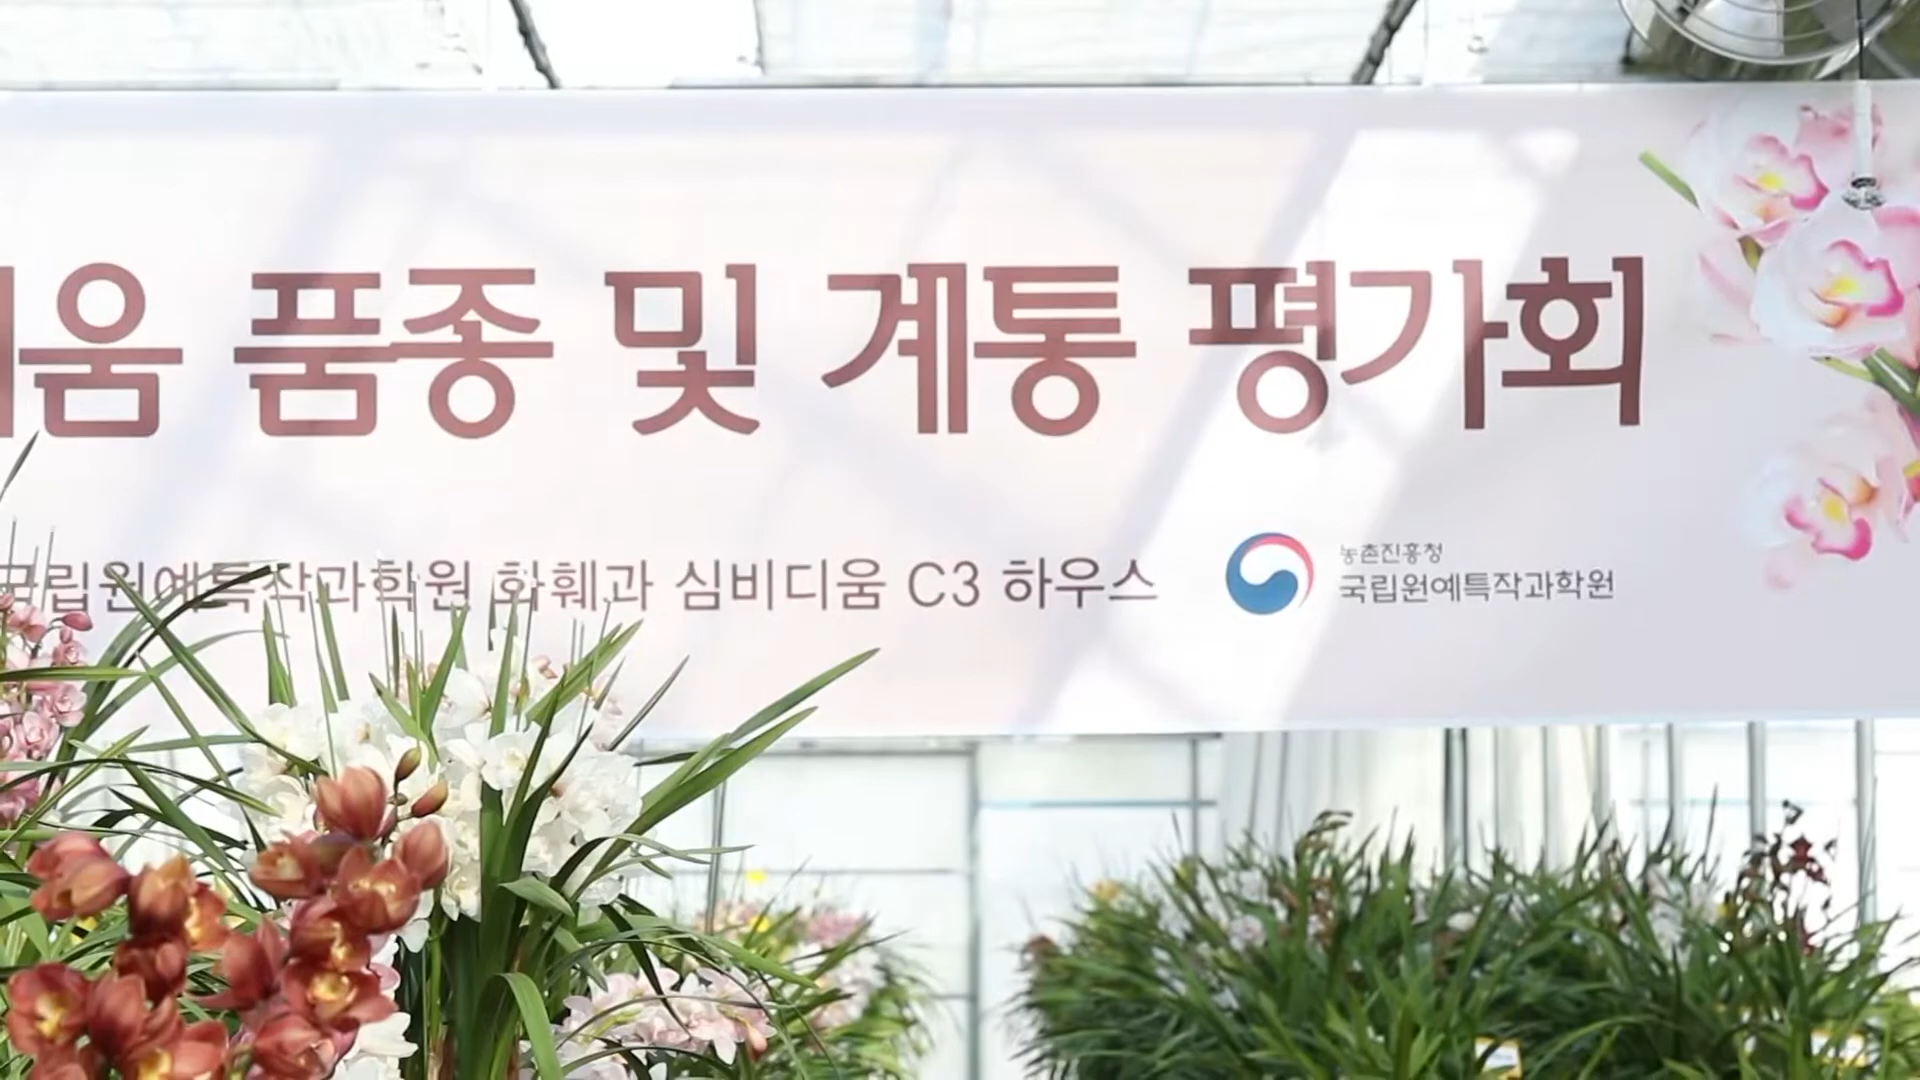 움 품종 및 계통 평가회
국립원예특작과학원 화훼과 심비디움 C3 하우스
농촌진흥청
국립원예특작과학원